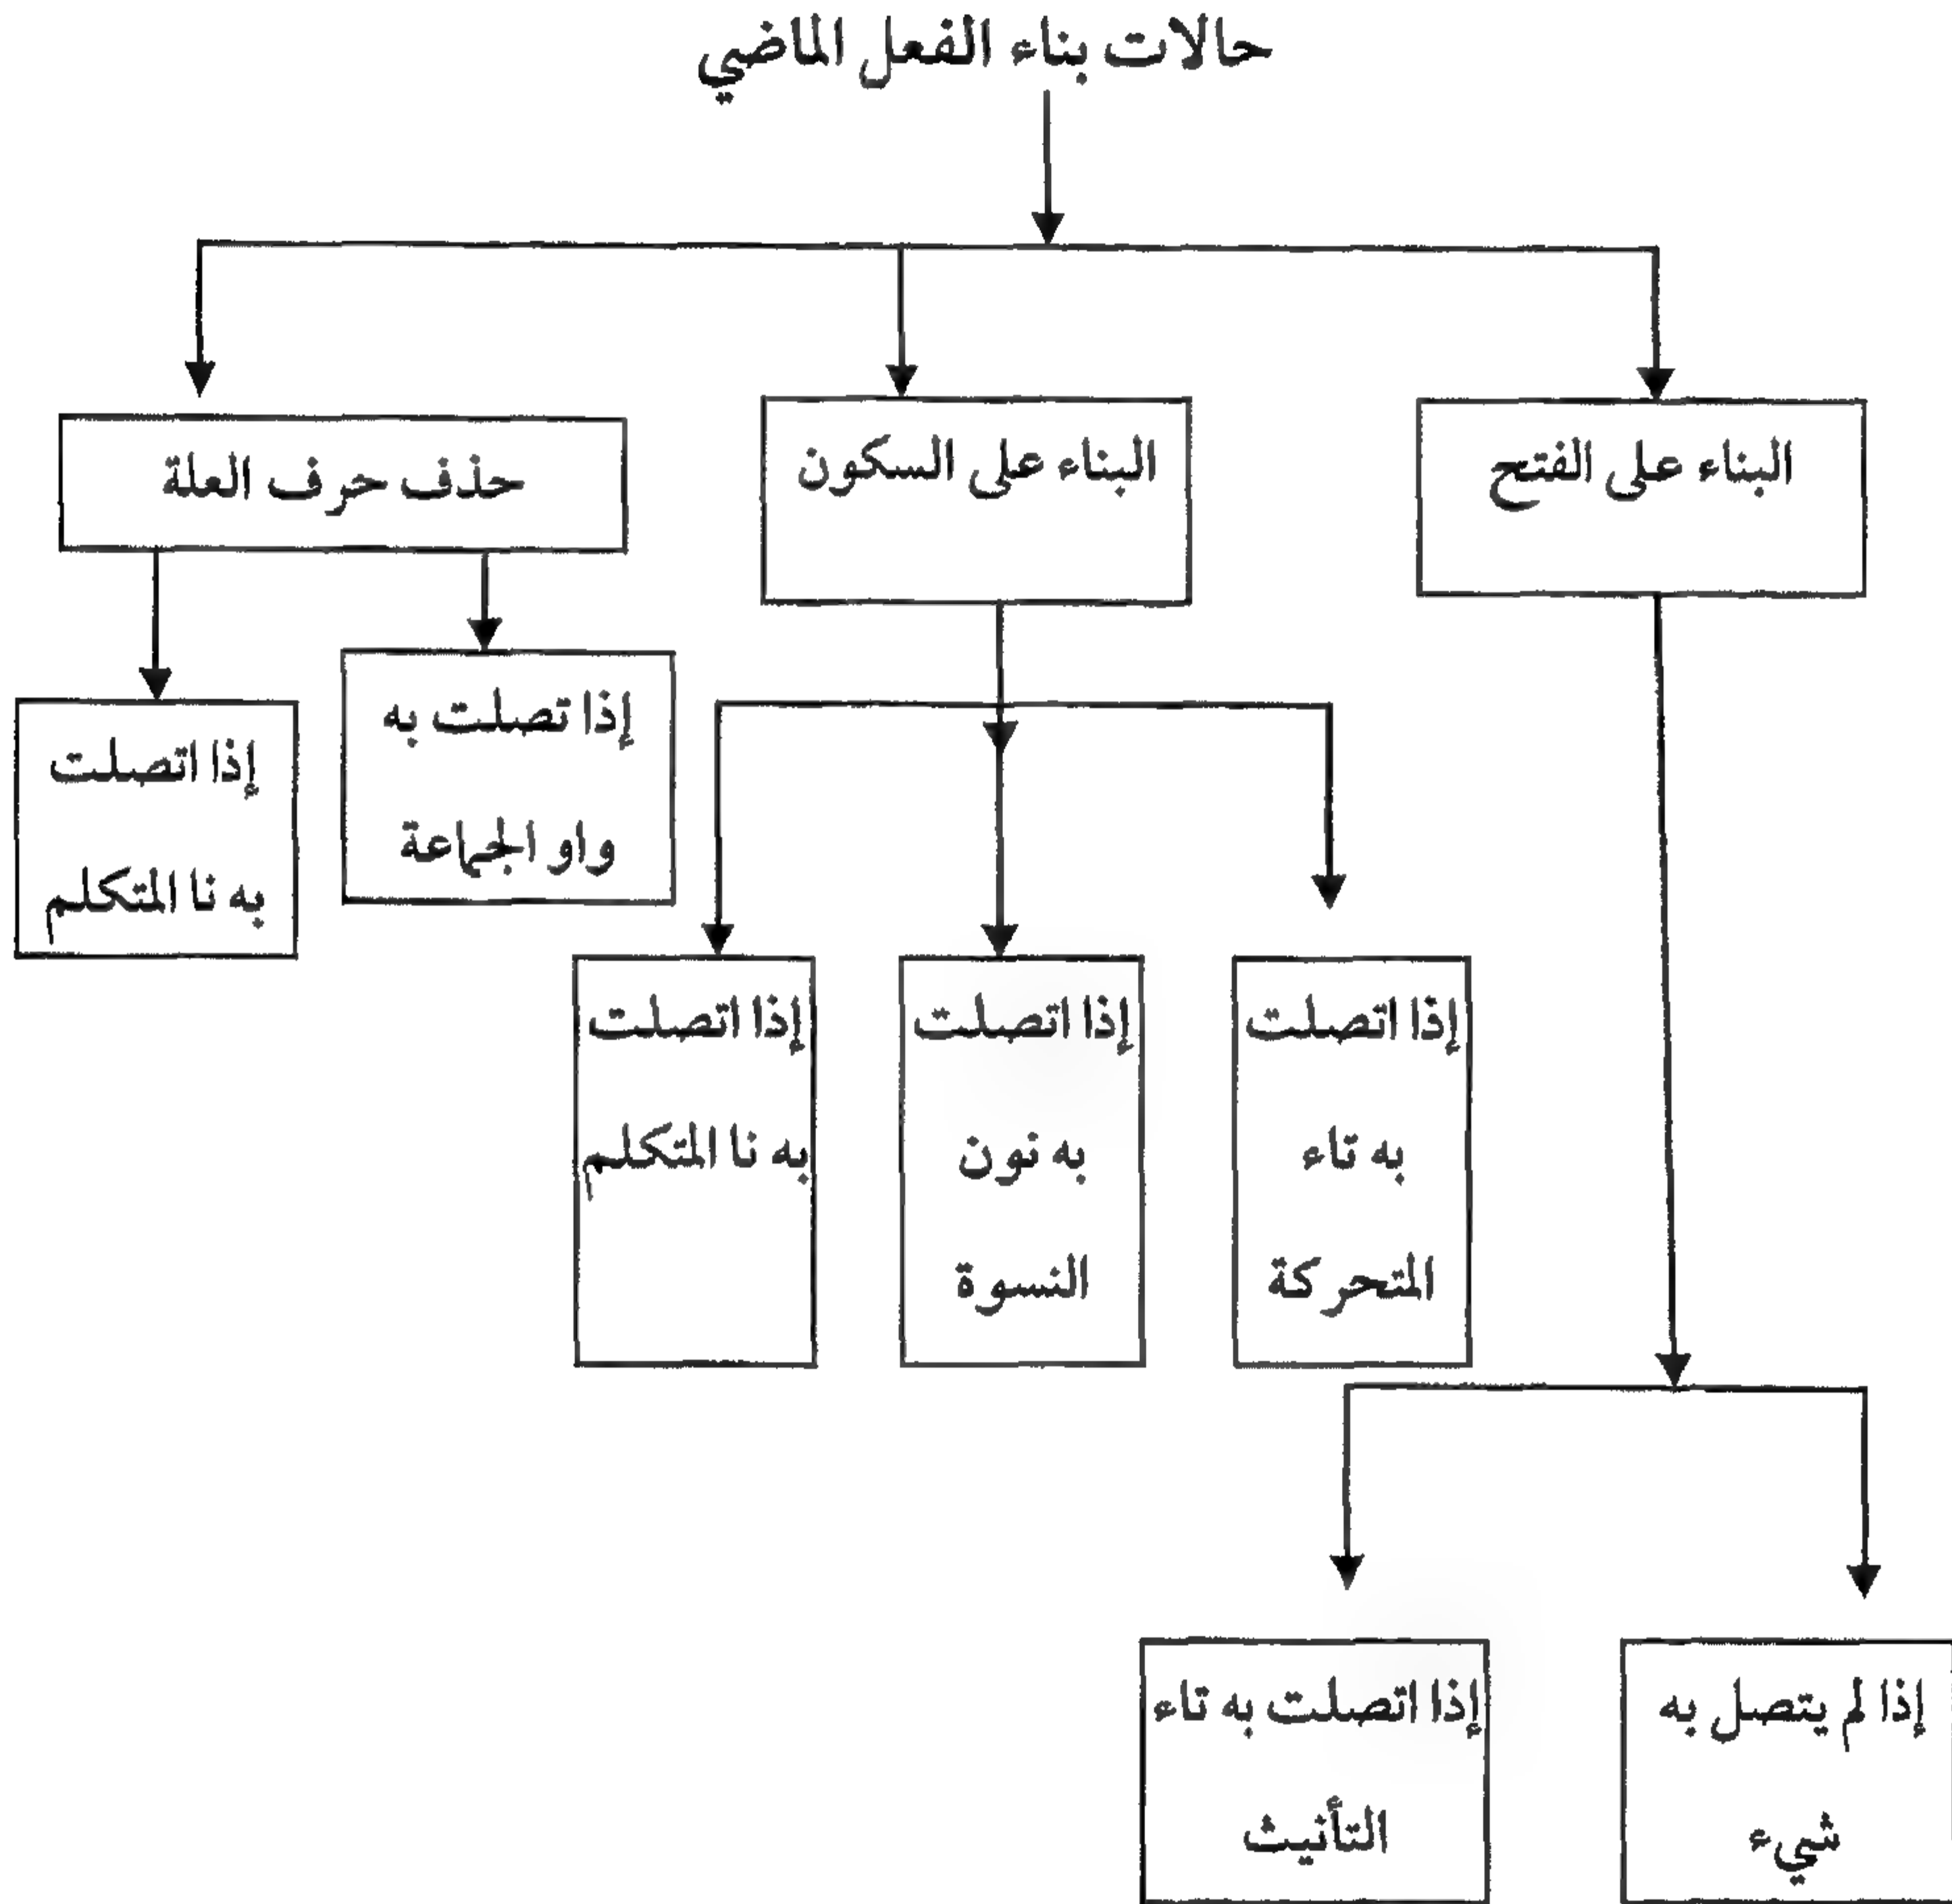 حالات بناء الفعل الماضي
البناء على الفتح
البناء على السكون
حذف حرف العلة
إذا تصلت به
واو الجماعة
إذا اتصلت
به نا المتكلم
إذا اتصلت
به تاء
المتحركة
إذا اتصلت
به نون
النسوة
إذا اتصلت
به نا المتكلم
إذا لم يتصل به
شيء
إذا اتصلت به تاء
التأنيث